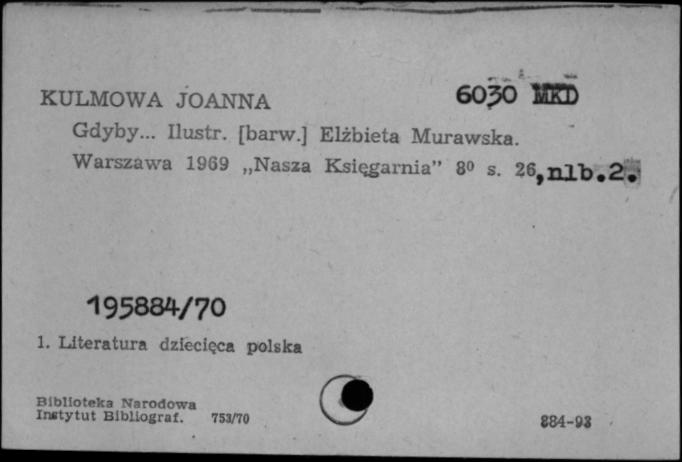 KULMOWA JOANNA 6030 MKD
Gdyby... Ilustr. [barw.] Elżbieta Murawska.
Warszawa 1969 „Nasza Księgarnia” 8⁰ s. 26, nlb.2.
195884/70
1. Literatura dziecięca polska
Biblioteka Narodowa
Instytut Bibliograf. 753/70
884-93